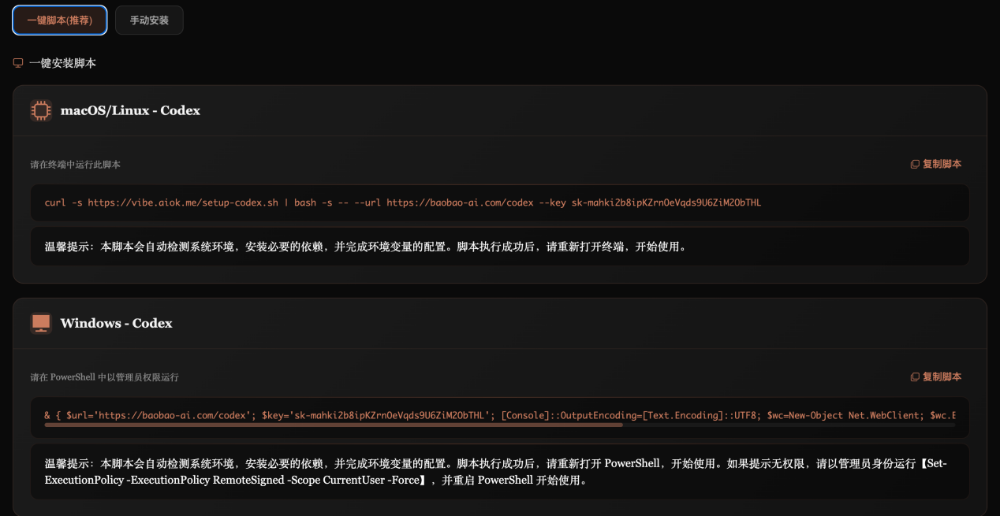 一键脚本(推荐)
手动安装
一键安装脚本
macOS/Linux - Codex
请在终端中运行此脚本
复制脚本
curl -s https://vibe.aiok.me/setup-codex.sh | bash -s -- --url https://baobao-ai.com/codex --key sk-mahki2b8ipKZrnOeVqds9U6ZiM2ObTHL
温馨提示：本脚本会自动检测系统环境，安装必要的依赖，并完成环境变量的配置。脚本执行成功后，请重新打开终端，开始使用。
Windows - Codex
请在 PowerShell 中以管理员权限运行
复制脚本
& { $url='https://baobao-ai.com/codex'; $key='sk-mahki2b8ipKZrnOeVqds9U6ZiM2ObTHL'; [Console]::OutputEncoding=[Text.Encoding]::UTF8; $wc=New-Object Net.WebClient; $wc.E
温馨提示：本脚本会自动检测系统环境，安装必要的依赖，并完成环境变量的配置。脚本执行成功后，请重新打开 PowerShell，开始使用。如果提示无权限，请以管理员身份运行【Set-
ExecutionPolicy -ExecutionPolicy RemoteSigned -Scope CurrentUser -Force】，并重启 PowerShell 开始使用。